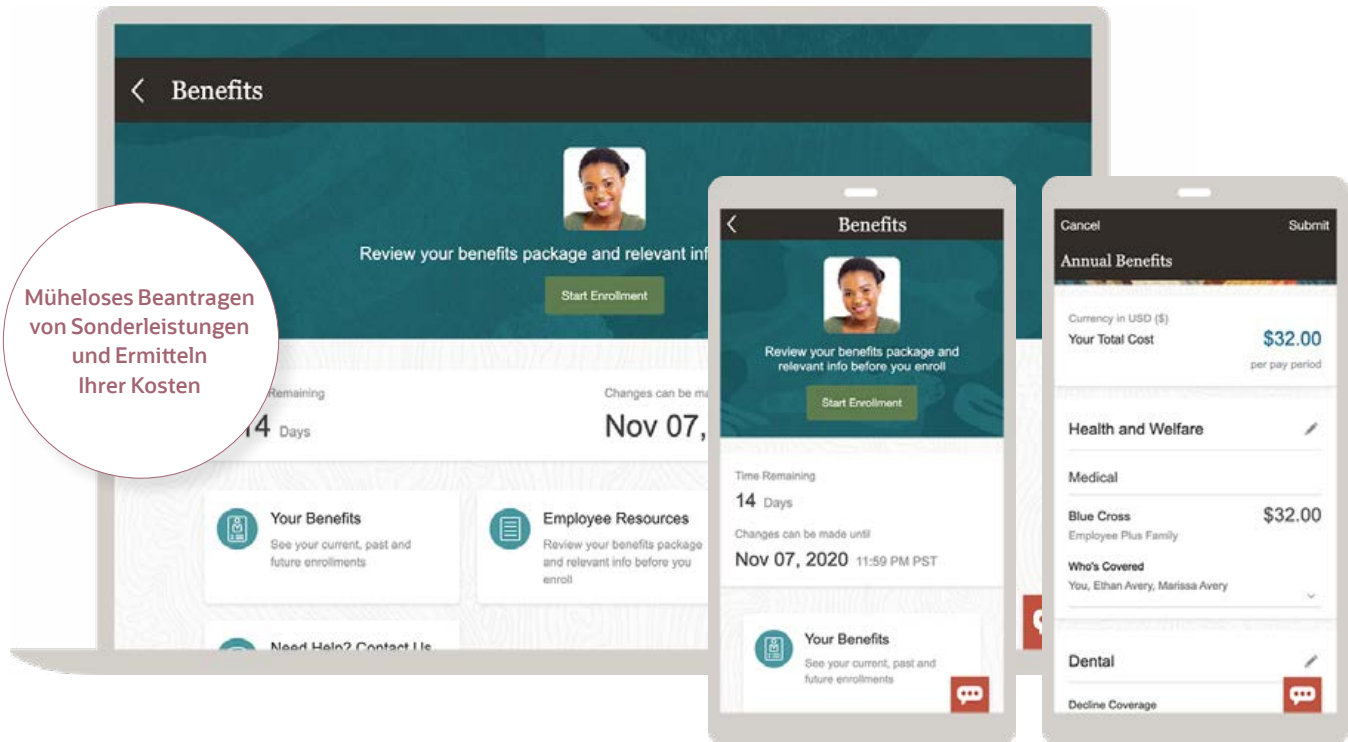 Benefits
Review your benefits package and relevant inf
Start Enrollment
Müheloses Beantragen
von Sonderleistungen
und Ermitteln
Ihrer Kosten
Remaining
14 Days
Changes can be ma
Nov 07,
Your Benefits
See your current, past and
future enrollments
Employee Resources
Review your benefits package
and relevant info before you
enroll
Need Help? Contact Us
Benefits
Review your benefits package and
relevant info before you enroll
Start Enrollment
Time Remaining
14 Days
Changes can be made until
Nov 07, 2020 11:59 PM PST
Your Benefits
See your current, past and
future enrollments
Cancel Submit
Annual Benefits
Currency in USD ($)
Your Total Cost $32.00
per pay period
Health and Welfare
Medical
Blue Cross $32.00
Employee Plus Family
Who's Covered
You, Ethan Avery, Marissa Avery
Dental
Decline Coverage